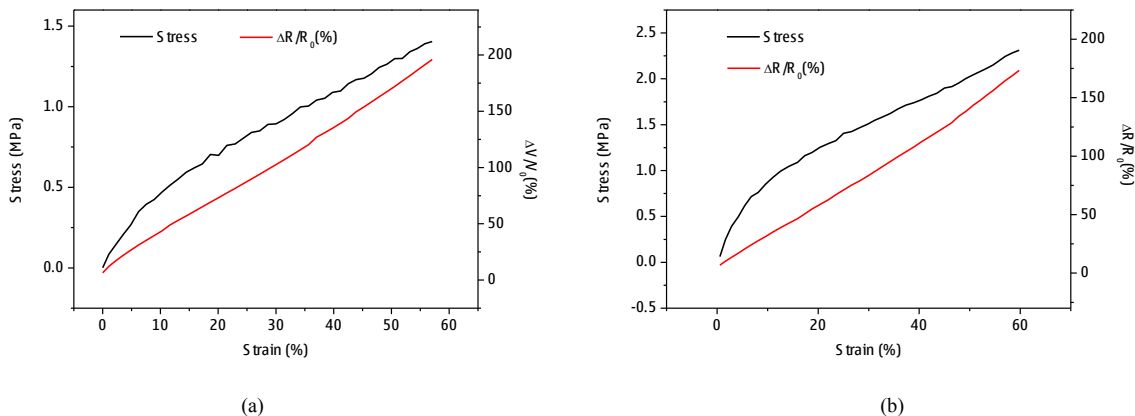 1.5
1.0
0.5
0.0
Stress (MPa)
Stress
ΔR/R0(%)
200
150
100
50
0
ΔV/V0(%)
0 10 20 30 40 50 60
Strain (%)
(a)
2.5
2.0
1.5
1.0
0.5
0.0
-0.5
Stress (MPa)
Stress
ΔR/R0(%)
200
150
100
50
0
ΔR/R0(%)
0 20 40 60
Strain (%)
(b)